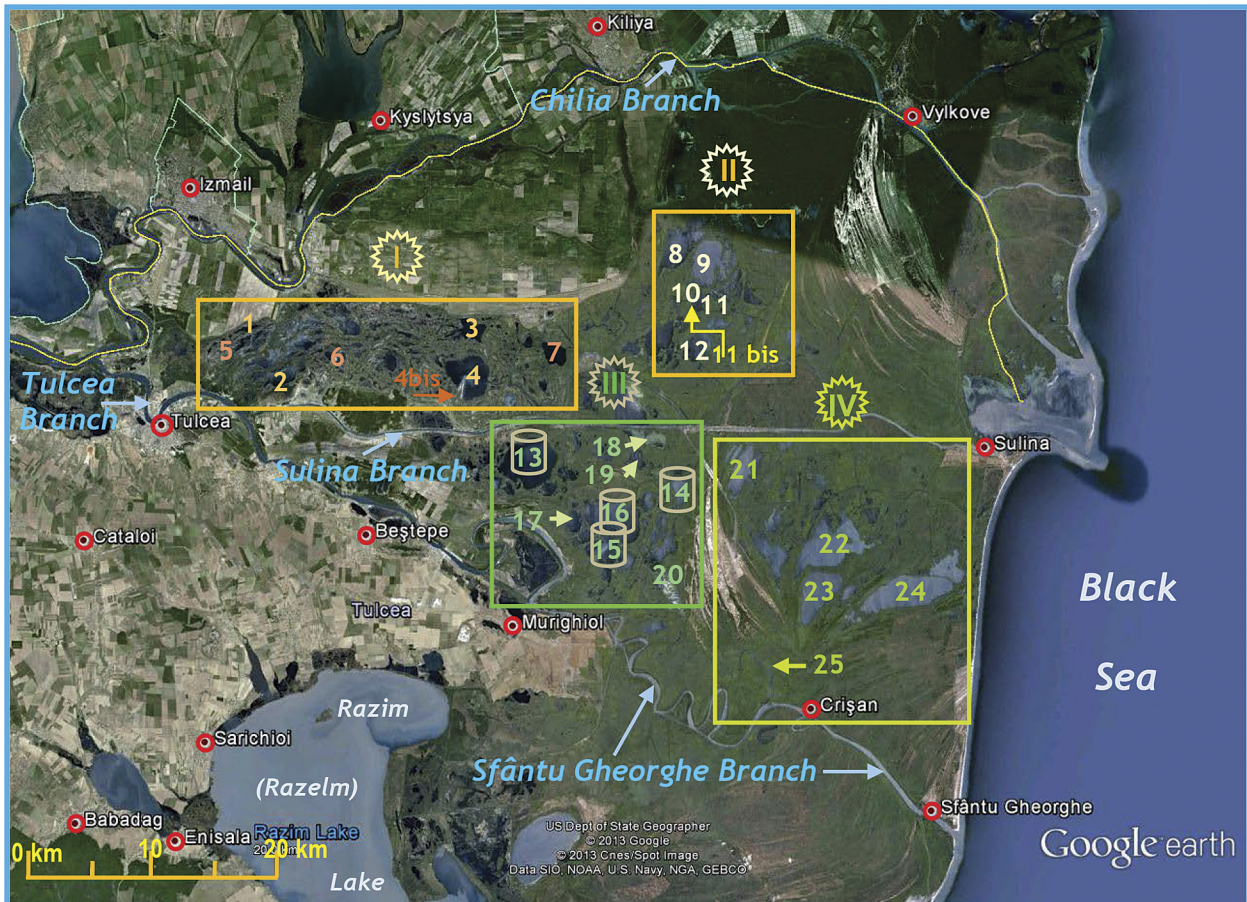 Kiliya
Chilia Branch
Kyslytsya
Vylkove
Izmail
II
I
8
9
10
11
12
11 bis
1
3
5
6
7
2
4bis
4
III
IV
Tulcea
Branch
Tulcea
Sulina Branch
Sulina
13
18
19
14
21
16
17
15
20
22
23
24
25
Cataloi
Beştepe
Tulcea
Murighiol
Black
Sea
Crişan
Razim
Sarichioi
(Razelm)
Sfântu Gheorghe Branch
Sfântu Gheorghe
Babadag
Enisala
Razim Lake
0 km
10
20 km
Lake
US Dept of State Geographer
© 2013 Google
© 2013 Cnes/Spot Image
Data SIO, NOAA, U.S. Navy, NGA, GEBCO
Google earth